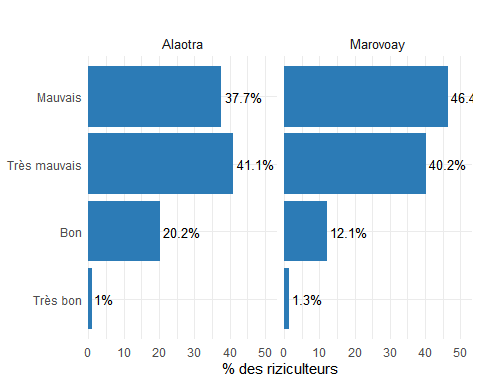 Alaotra Marovoay
Mauvais 37.7% 46.4
Très mauvais 41.1% 40.2%
Bon 20.2% 12.1%
Très bon 1% 1.3%
0 10 20 30 40 50 0 10 20 30 40 50
% des riziculteurs